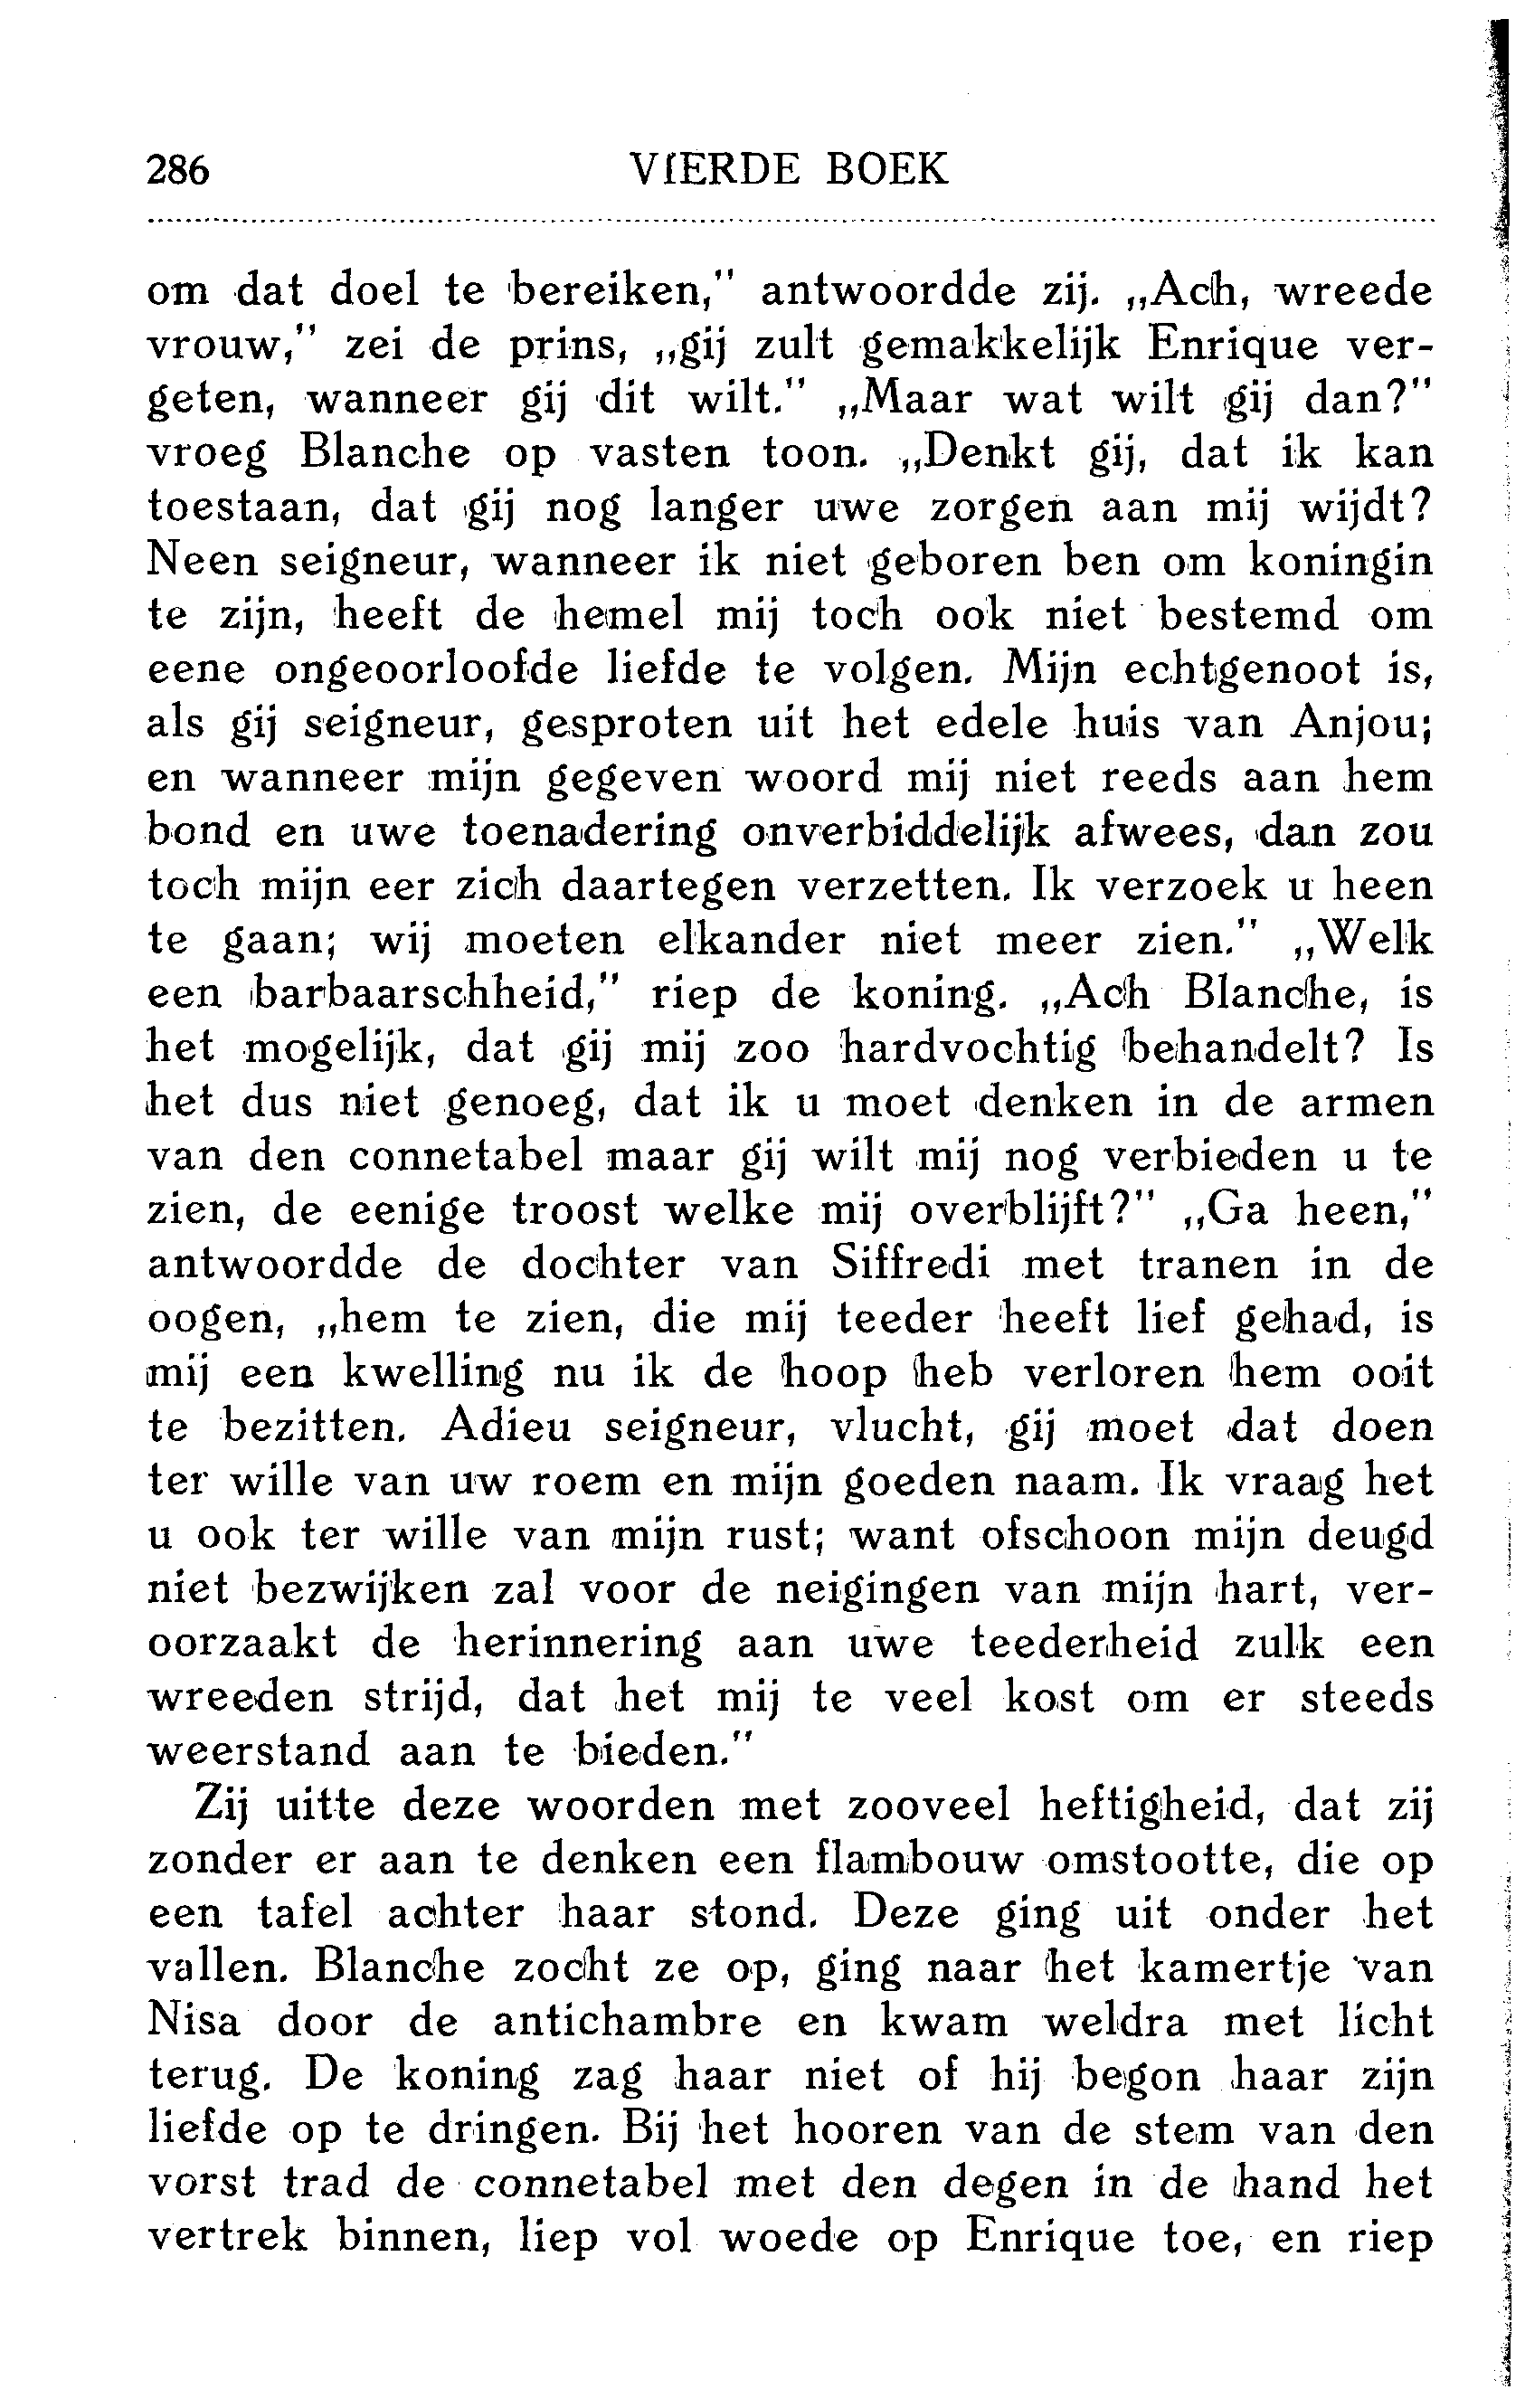 286 VIERDE BOEK
om dat doel te bereiken,” antwoordde zij. „Ach, wreede
vrouw,” zei de prins, „gij zult gemakkelijk Enrique ver-
geten, wanneer gij dit wilt.” „Maar wat wilt gij dan?”
vroeg Blanche op vasten toon. „Denkt gij, dat ik kan
toestaan, dat gij nog langer uwe zorgen aan mij wijdt?
Neen seigneur, wanneer ik niet geboren ben om koningin
te zijn, heeft de hemel mij toch ook niet bestemd om
eene ongeoorloofde liefde te volgen. Mijn echtgenoot is,
als gij seigneur, gesproten uit het edele huis van Anjou;
en wanneer mijn gegeven woord mij niet reeds aan hem
bond en uwe toenadering onverbiddelijk afwees, dan zou
toch mijn eer zich daartegen verzetten. Ik verzoek u heen
te gaan; wij moeten elkander niet meer zien.” „Welk
een barbaarschheid,” riep de koning. „Ach Blanche, is
het mogelijk, dat gij mij zoo hardvochtig behandelt? Is
het dus niet genoeg, dat ik u moet denken in de armen
van den connetabel maar gij wilt mij nog verbieden u te
zien, de eenige troost welke mij overblijft?” „Ga heen,”
antwoordde de dochter van Siffredi met tranen in de
oogen, „hem te zien, die mij teeder heeft lief gehad, is
mij een kwelling nu ik de hoop heb verloren hem ooit
te bezitten. Adieu seigneur, vlucht, gij moet dat doen
ter wille van uw roem en mijn goeden naam. Ik vraag het
u ook ter wille van mijn rust; want ofschoon mijn deugd
niet bezwijken zal voor de neigingen van mijn hart, ver-
oorzaakt de herinnering aan uwe teederheid zulk een
wreeden strijd, dat het mij te veel kost om er steeds
weerstand aan te bieden.”
Zij uitte deze woorden met zooveel heftigheid, dat zij
zonder er aan te denken een flambouw omstootte, die op
een tafel achter haar stond. Deze ging uit onder het
vallen. Blanche zocht ze op, ging naar het kamertje van
Nisa door de antichambre en kwam weldra met licht
terug. De koning zag haar niet of hij begon haar zijn
liefde op te dringen. Bij het hooren van de stem van den
vorst trad de connetabel met den degen in de hand het
vertrek binnen, liep vol woede op Enrique toe, en riep